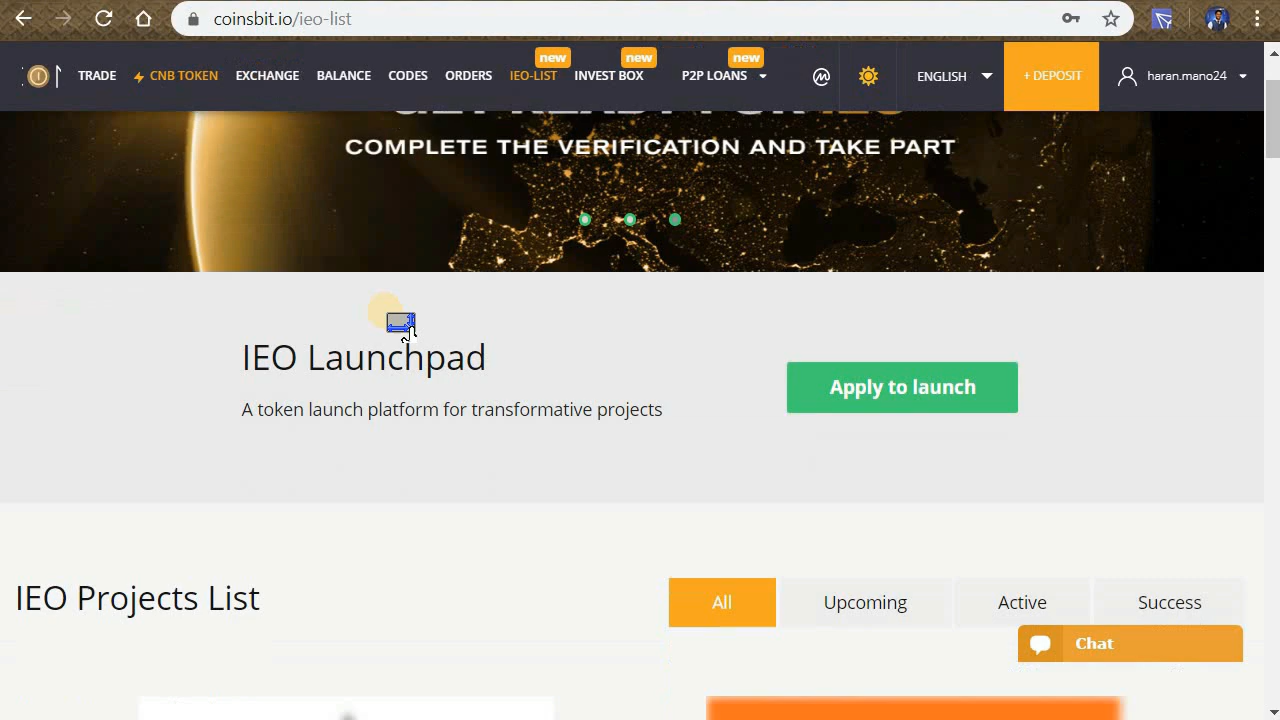 coinsbit.io/ieo-list
new new new
TRADE CNB TOKEN EXCHANGE BALANCE CODES ORDERS IEO-LIST INVEST BOX P2P LOANS ENGLISH + DEPOSIT haran.mano24
COMPLETE THE VERIFICATION AND TAKE PART
IEO Launchpad
Apply to launch
A token launch platform for transformative projects
IEO Projects List
All Upcoming Active Success
Chat